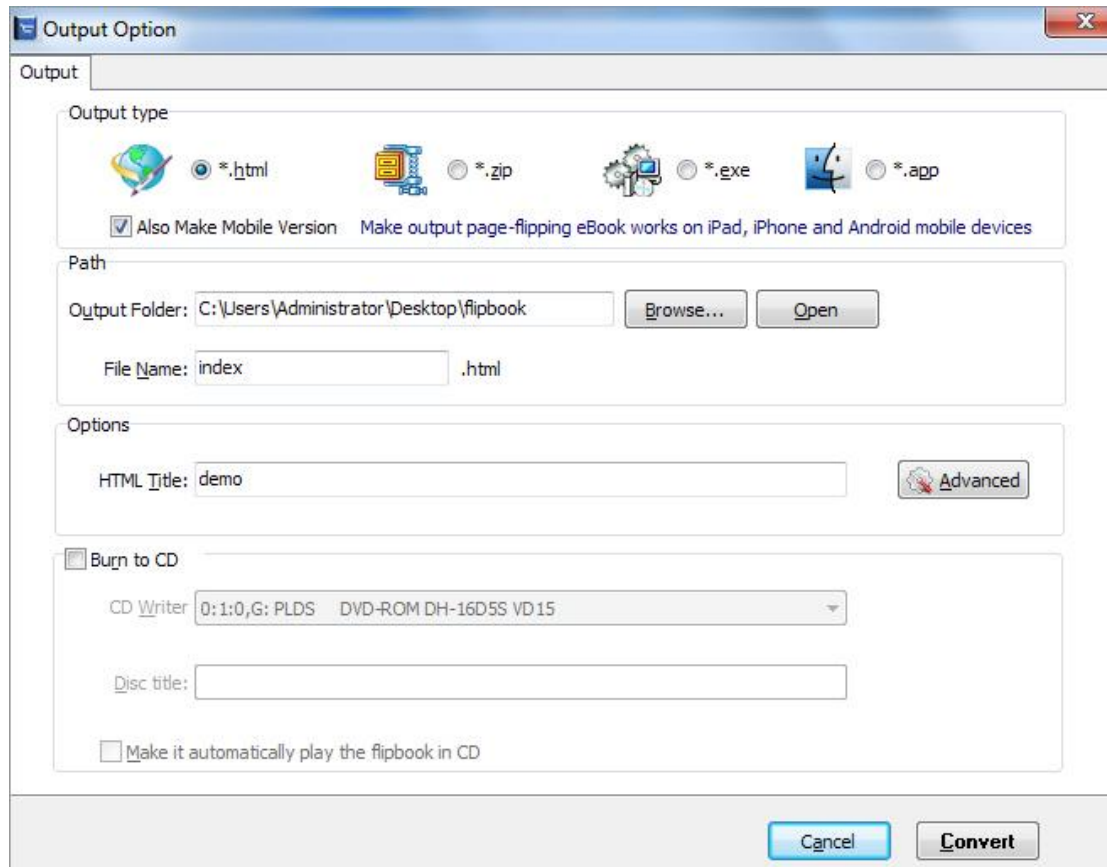 Output Option
Output
Output type
*.html *.zip *.exe *.app
Also Make Mobile Version Make output page-flipping eBook works on iPad, iPhone and Android mobile devices
Path
Output Folder: C:\Users\Administrator\Desktop\flipbook Browse... Open
File Name: index .html
Options
HTML Title: demo Advanced
Burn to CD
CD Writer 0:1:0,G: PLDS DVD-ROM DH-16D5S VD15
Disc title:
Make it automatically play the flipbook in CD
Cancel Convert